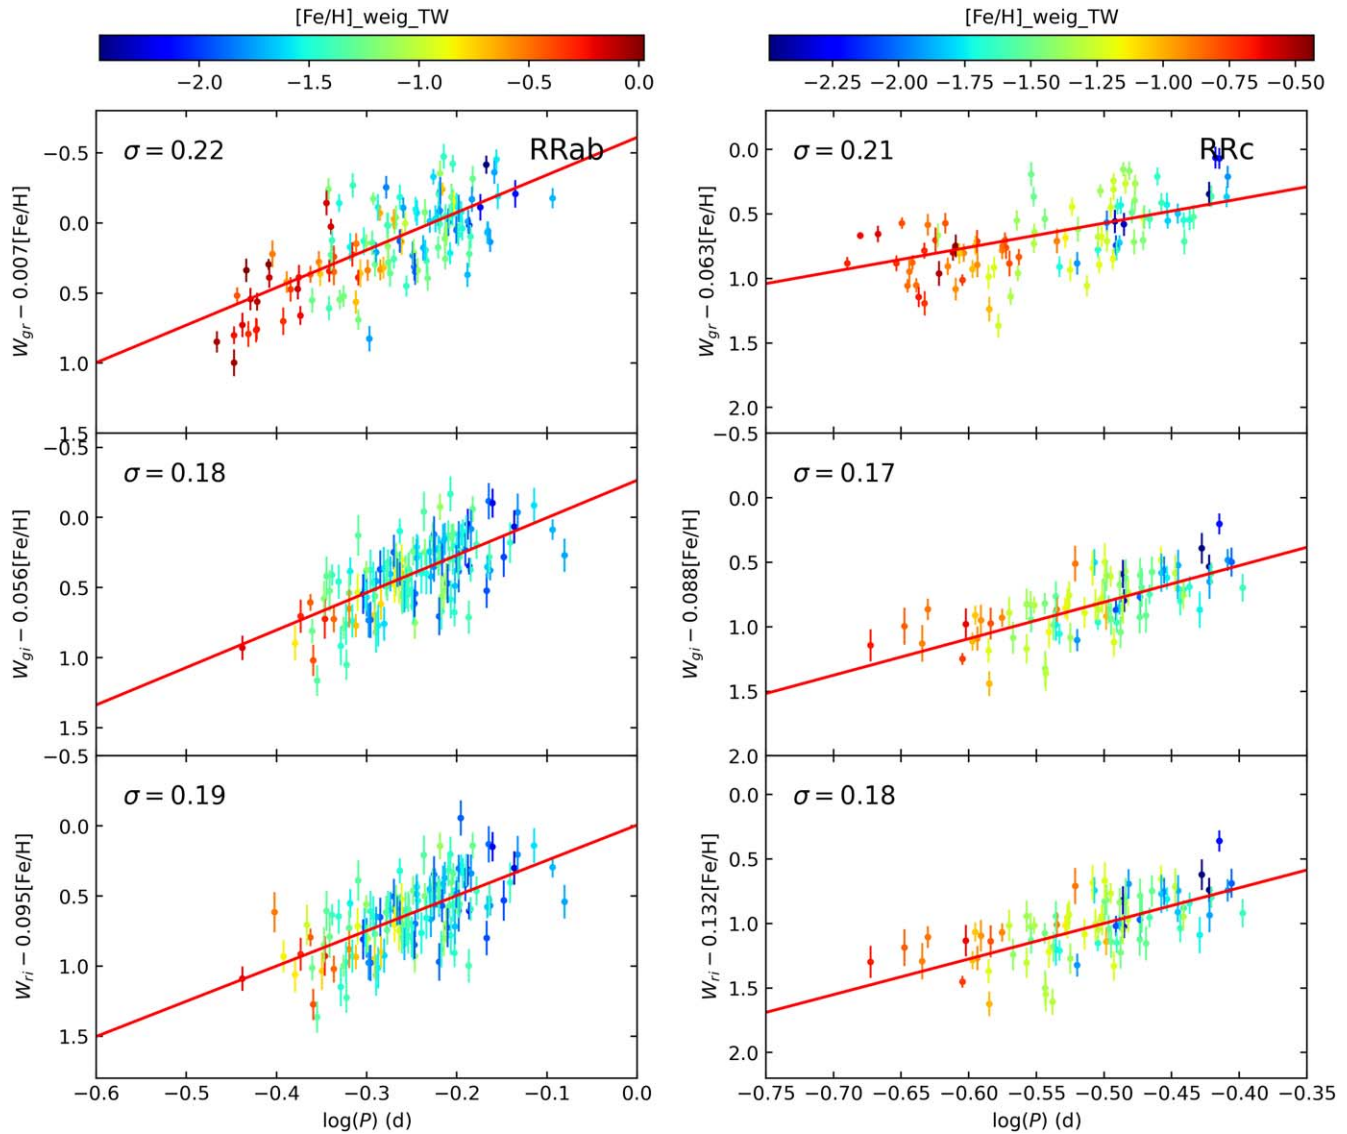 [Fe/H]_weig_TW
−2.0 −1.5 −1.0 −0.5 0.0
σ = 0.22
RRab
−0.5
0.0
0.5
1.0
1.5
W_gr − 0.007[Fe/H]
σ = 0.18
−0.5
0.0
0.5
1.0
1.5
W_gi − 0.056[Fe/H]
σ = 0.19
−0.5
0.0
0.5
1.0
1.5
W_ri − 0.095[Fe/H]
−0.6 −0.5 −0.4 −0.3 −0.2 −0.1 0.0
log(P) (d)
[Fe/H]_weig_TW
−2.25 −2.00 −1.75 −1.50 −1.25 −1.00 −0.75 −0.50
σ = 0.21
RRc
0.0
0.5
1.0
1.5
2.0
W_gr − 0.063[Fe/H]
σ = 0.17
−0.5
0.0
0.5
1.0
1.5
2.0
W_gi − 0.088[Fe/H]
σ = 0.18
0.0
0.5
1.0
1.5
2.0
W_ri − 0.132[Fe/H]
−0.75 −0.70 −0.65 −0.60 −0.55 −0.50 −0.45 −0.40 −0.35
log(P) (d)